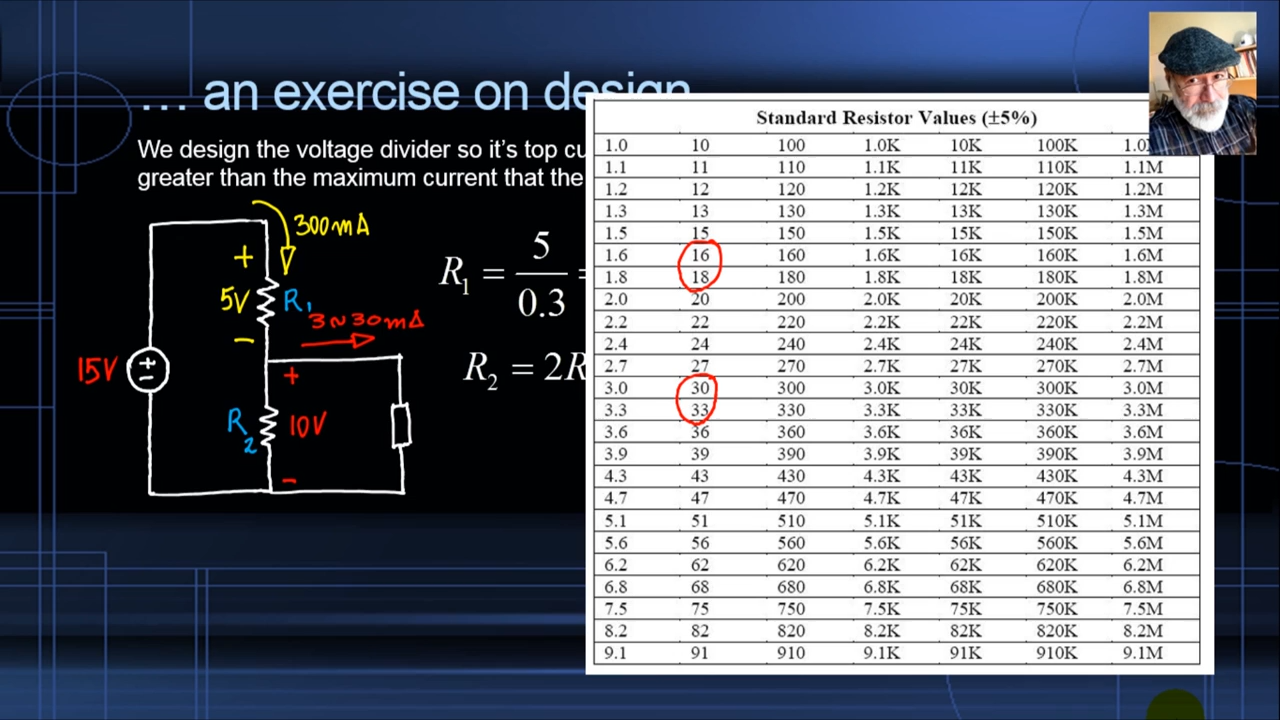 … an exercise on design
We design the voltage divider so it's top cu
greater than the maximum current that the
300mA
+
5V
R1
−
3~30mA
15V
+
−
+
R2
10V
−
R1 = 5/0.3 =
R2 = 2R
Standard Resistor Values (±5%)
1.0 10 100 1.0K 10K 100K
1.1 11 110 1.1K 11K 110K 1.1M
1.2 12 120 1.2K 12K 120K 1.2M
1.3 13 130 1.3K 13K 130K 1.3M
1.5 15 150 1.5K 15K 150K 1.5M
1.6 16 160 1.6K 16K 160K 1.6M
1.8 18 180 1.8K 18K 180K 1.8M
2.0 20 200 2.0K 20K 200K 2.0M
2.2 22 220 2.2K 22K 220K 2.2M
2.4 24 240 2.4K 24K 240K 2.4M
2.7 27 270 2.7K 27K 270K 2.7M
3.0 30 300 3.0K 30K 300K 3.0M
3.3 33 330 3.3K 33K 330K 3.3M
3.6 36 360 3.6K 36K 360K 3.6M
3.9 39 390 3.9K 39K 390K 3.9M
4.3 43 430 4.3K 43K 430K 4.3M
4.7 47 470 4.7K 47K 470K 4.7M
5.1 51 510 5.1K 51K 510K 5.1M
5.6 56 560 5.6K 56K 560K 5.6M
6.2 62 620 6.2K 62K 620K 6.2M
6.8 68 680 6.8K 68K 680K 6.8M
7.5 75 750 7.5K 75K 750K 7.5M
8.2 82 820 8.2K 82K 820K 8.2M
9.1 91 910 9.1K 91K 910K 9.1M